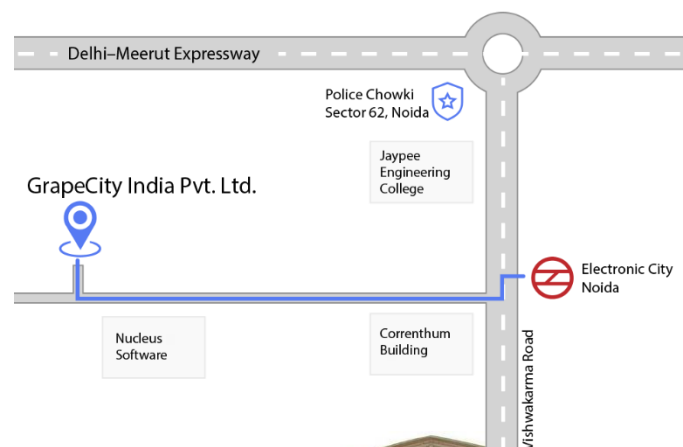 Delhi–Meerut Expressway
Police Chowki
Sector 62, Noida
Jaypee
Engineering
College
GrapeCity India Pvt. Ltd.
Electronic City
Noida
Nucleus
Software
Correnthum
Building
Vishwakarma Road